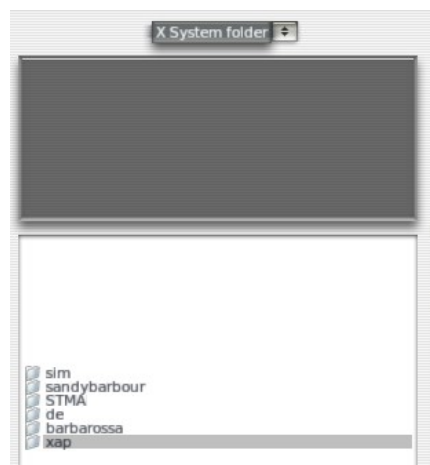 X System folder
sim
sandybarbour
STMA
de
barbarossa
xap